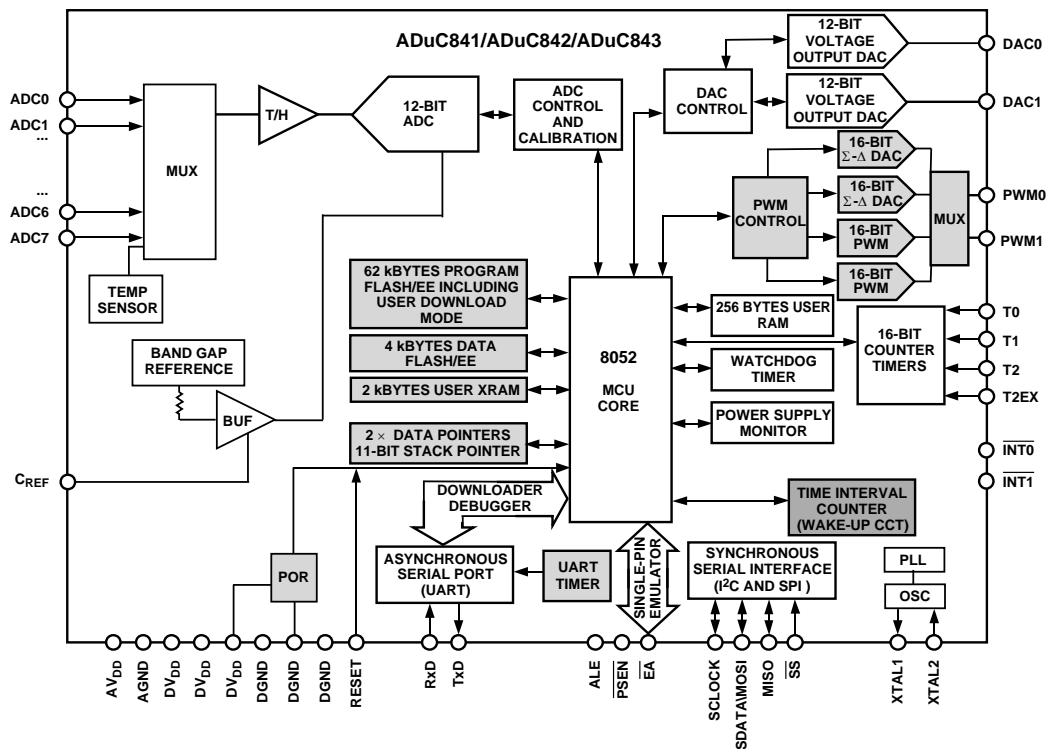 ADuC841/ADuC842/ADuC843
ADC0
ADC1
...
...
ADC6
ADC7
MUX
T/H
12-BIT
ADC
ADC
CONTROL
AND
CALIBRATION
DAC
CONTROL
12-BIT
VOLTAGE
OUTPUT DAC
DAC0
12-BIT
VOLTAGE
OUTPUT DAC
DAC1
TEMP
SENSOR
PWM
CONTROL
16-BIT
Σ-Δ DAC
16-BIT
Σ-Δ DAC
16-BIT
PWM
16-BIT
PWM
MUX
PWM0
PWM1
BAND GAP
REFERENCE
BUF
CREF
62 kBYTES PROGRAM
FLASH/EE INCLUDING
USER DOWNLOAD
MODE
4 kBYTES DATA
FLASH/EE
2 kBYTES USER XRAM
2 × DATA POINTERS
11-BIT STACK POINTER
8052
MCU
CORE
256 BYTES USER
RAM
WATCHDOG
TIMER
POWER SUPPLY
MONITOR
16-BIT
COUNTER
TIMERS
T0
T1
T2
T2EX
INT0
INT1
TIME INTERVAL
COUNTER
(WAKE-UP CCT)
DOWNLOADER
DEBUGGER
POR
ASYNCHRONOUS
SERIAL PORT
(UART)
UART
TIMER
SINGLE-PIN
EMULATOR
SYNCHRONOUS
SERIAL INTERFACE
(I2C AND SPI )
PLL
OSC
AVDD
AGND
DVDD
DVDD
DVDD
DGND
DGND
DGND
RESET
RxD
TxD
ALE
PSEN
EA
SCLOCK
SDATA\MOSI
MISO
SS
XTAL1
XTAL2